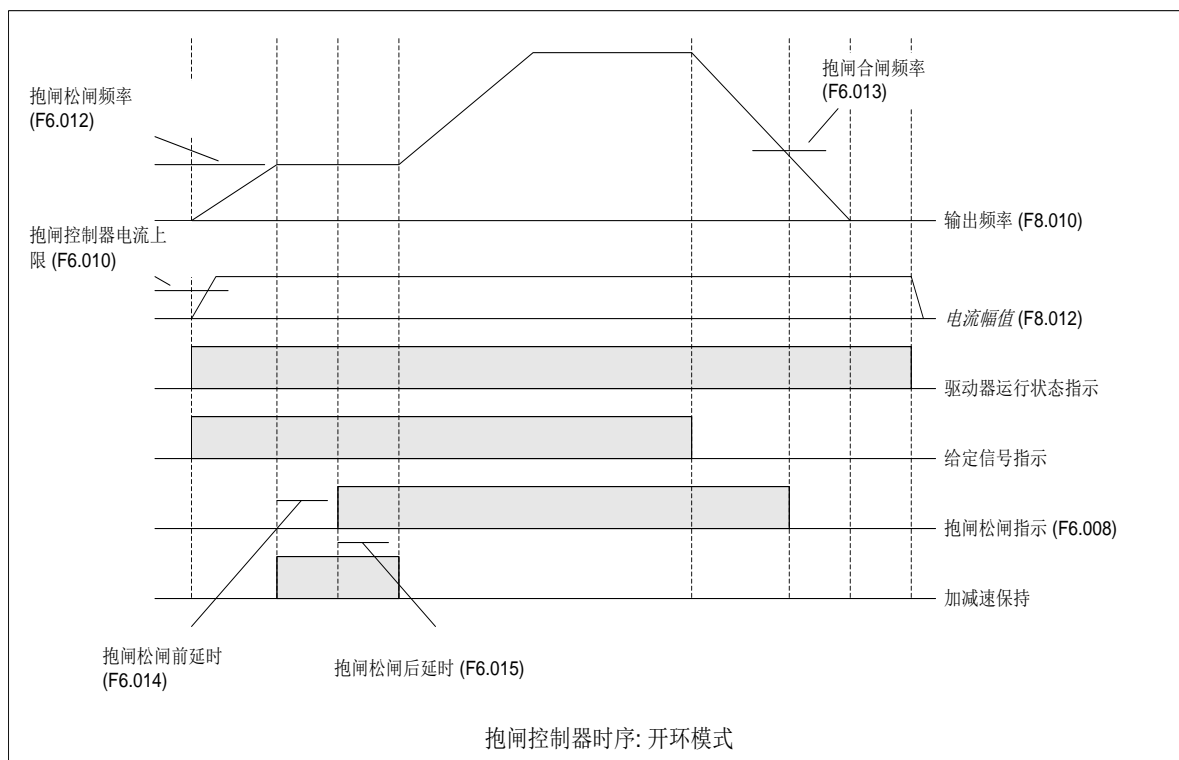 抱闸松闸频率
(F6.012)
抱闸合闸频率
(F6.013)
输出频率 (F8.010)
抱闸控制器电流上
限 (F6.010)
电流幅值 (F8.012)
驱动器运行状态指示
给定信号指示
抱闸松闸指示 (F6.008)
加减速保持
抱闸松闸前延时
(F6.014)
抱闸松闸后延时 (F6.015)
抱闸控制器时序: 开环模式